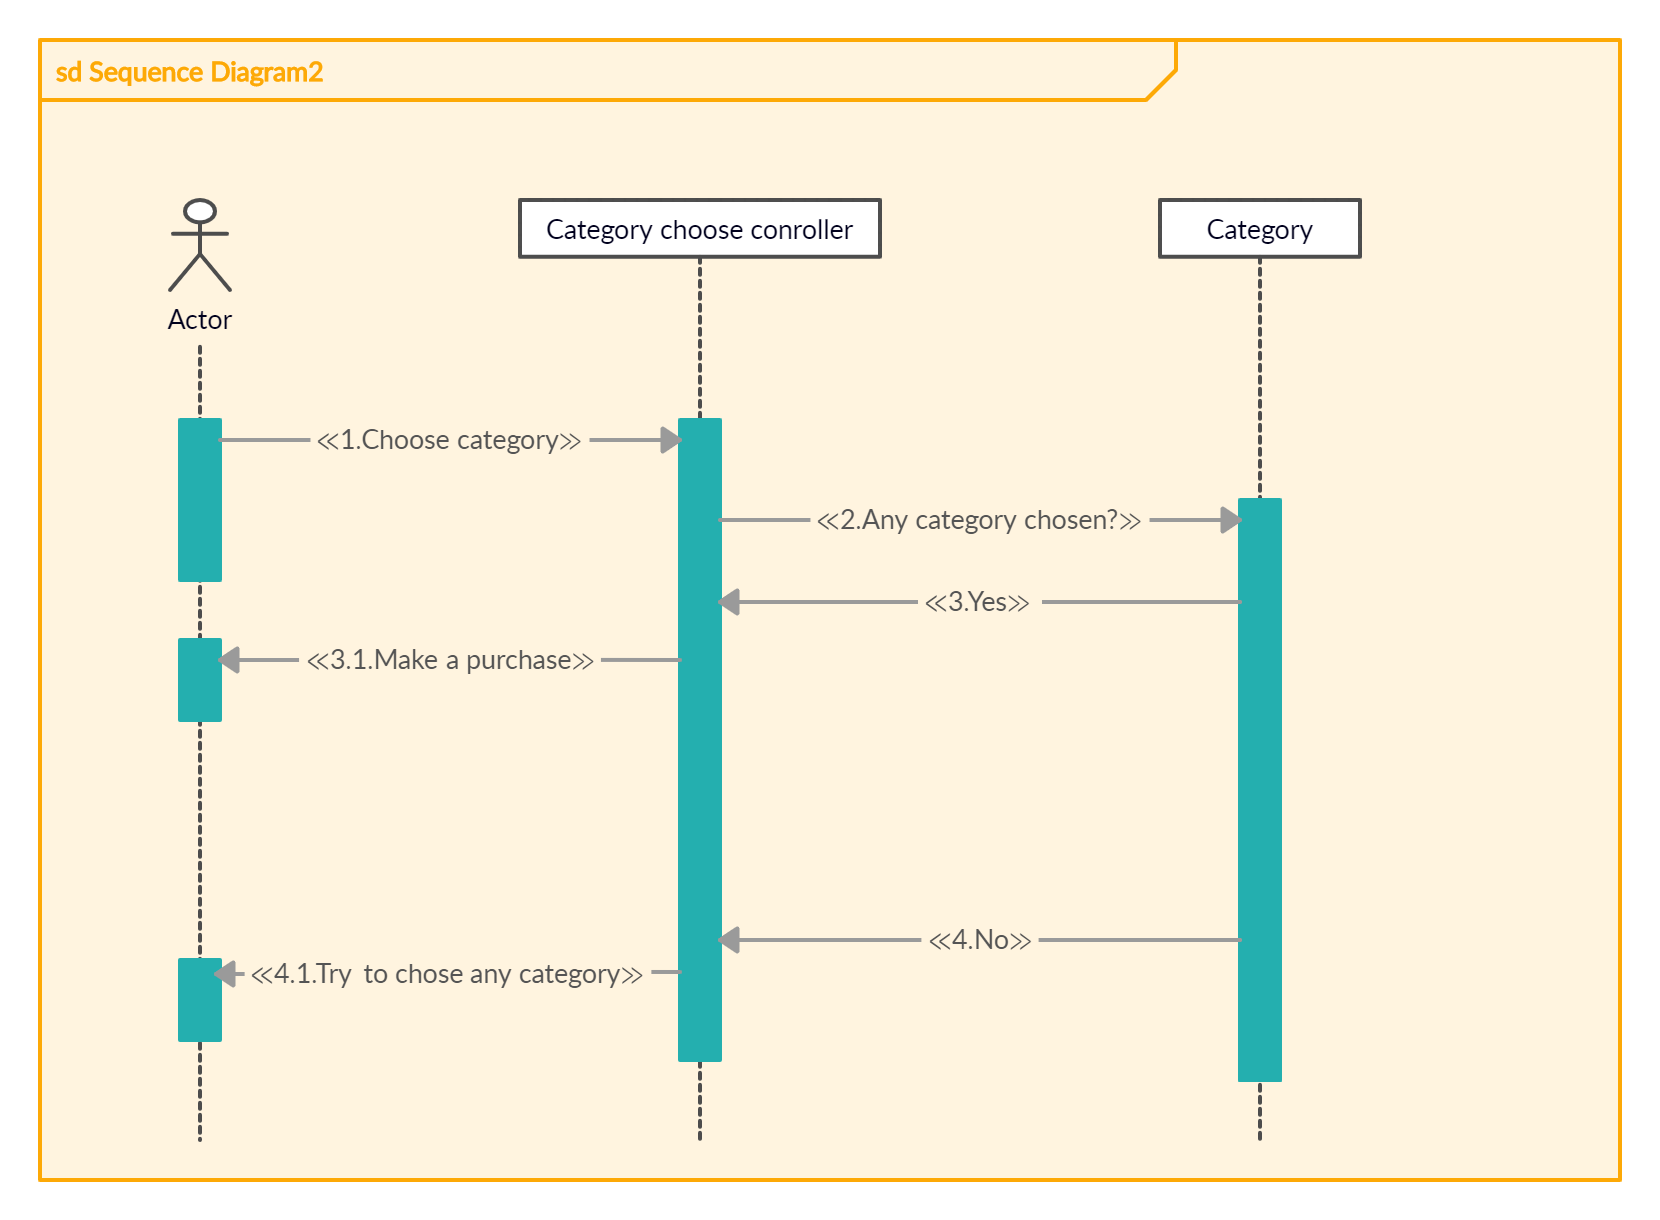 sd Sequence Diagram2
Category choose conroller
Category
Actor
≪1.Choose category≫
≪2.Any category chosen?≫
≪3.Yes≫
≪3.1.Make a purchase≫
≪4.No≫
≪4.1.Try to chose any category≫